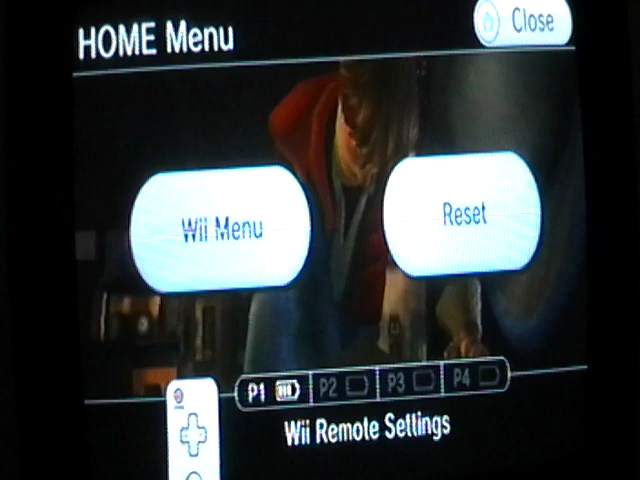 HOME Menu
Close
Wii Menu
Reset
P1 P2 P3 P4
Wii Remote Settings